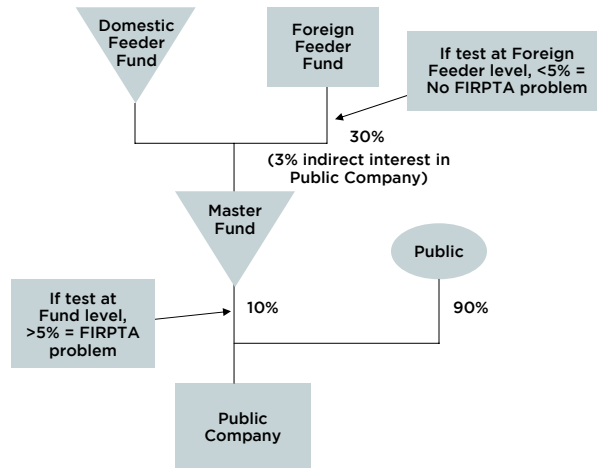 Domestic
Feeder
Fund
Foreign
Feeder
Fund
If test at Foreign
Feeder level, <5% =
No FIRPTA problem
30%
(3% indirect interest in
Public Company)
Master
Fund
Public
If test at
Fund level,
>5% = FIRPTA
problem
10%
90%
Public
Company